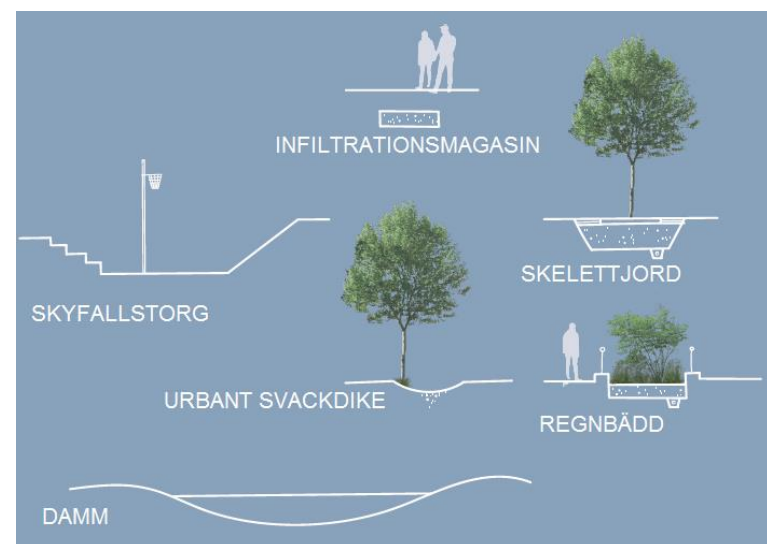 INFILTRATIONSMAGASIN
SKELETTJORD
SKYFALLSTORG
URBANT SVACKDIKE
REGNBÄDD
DAMM